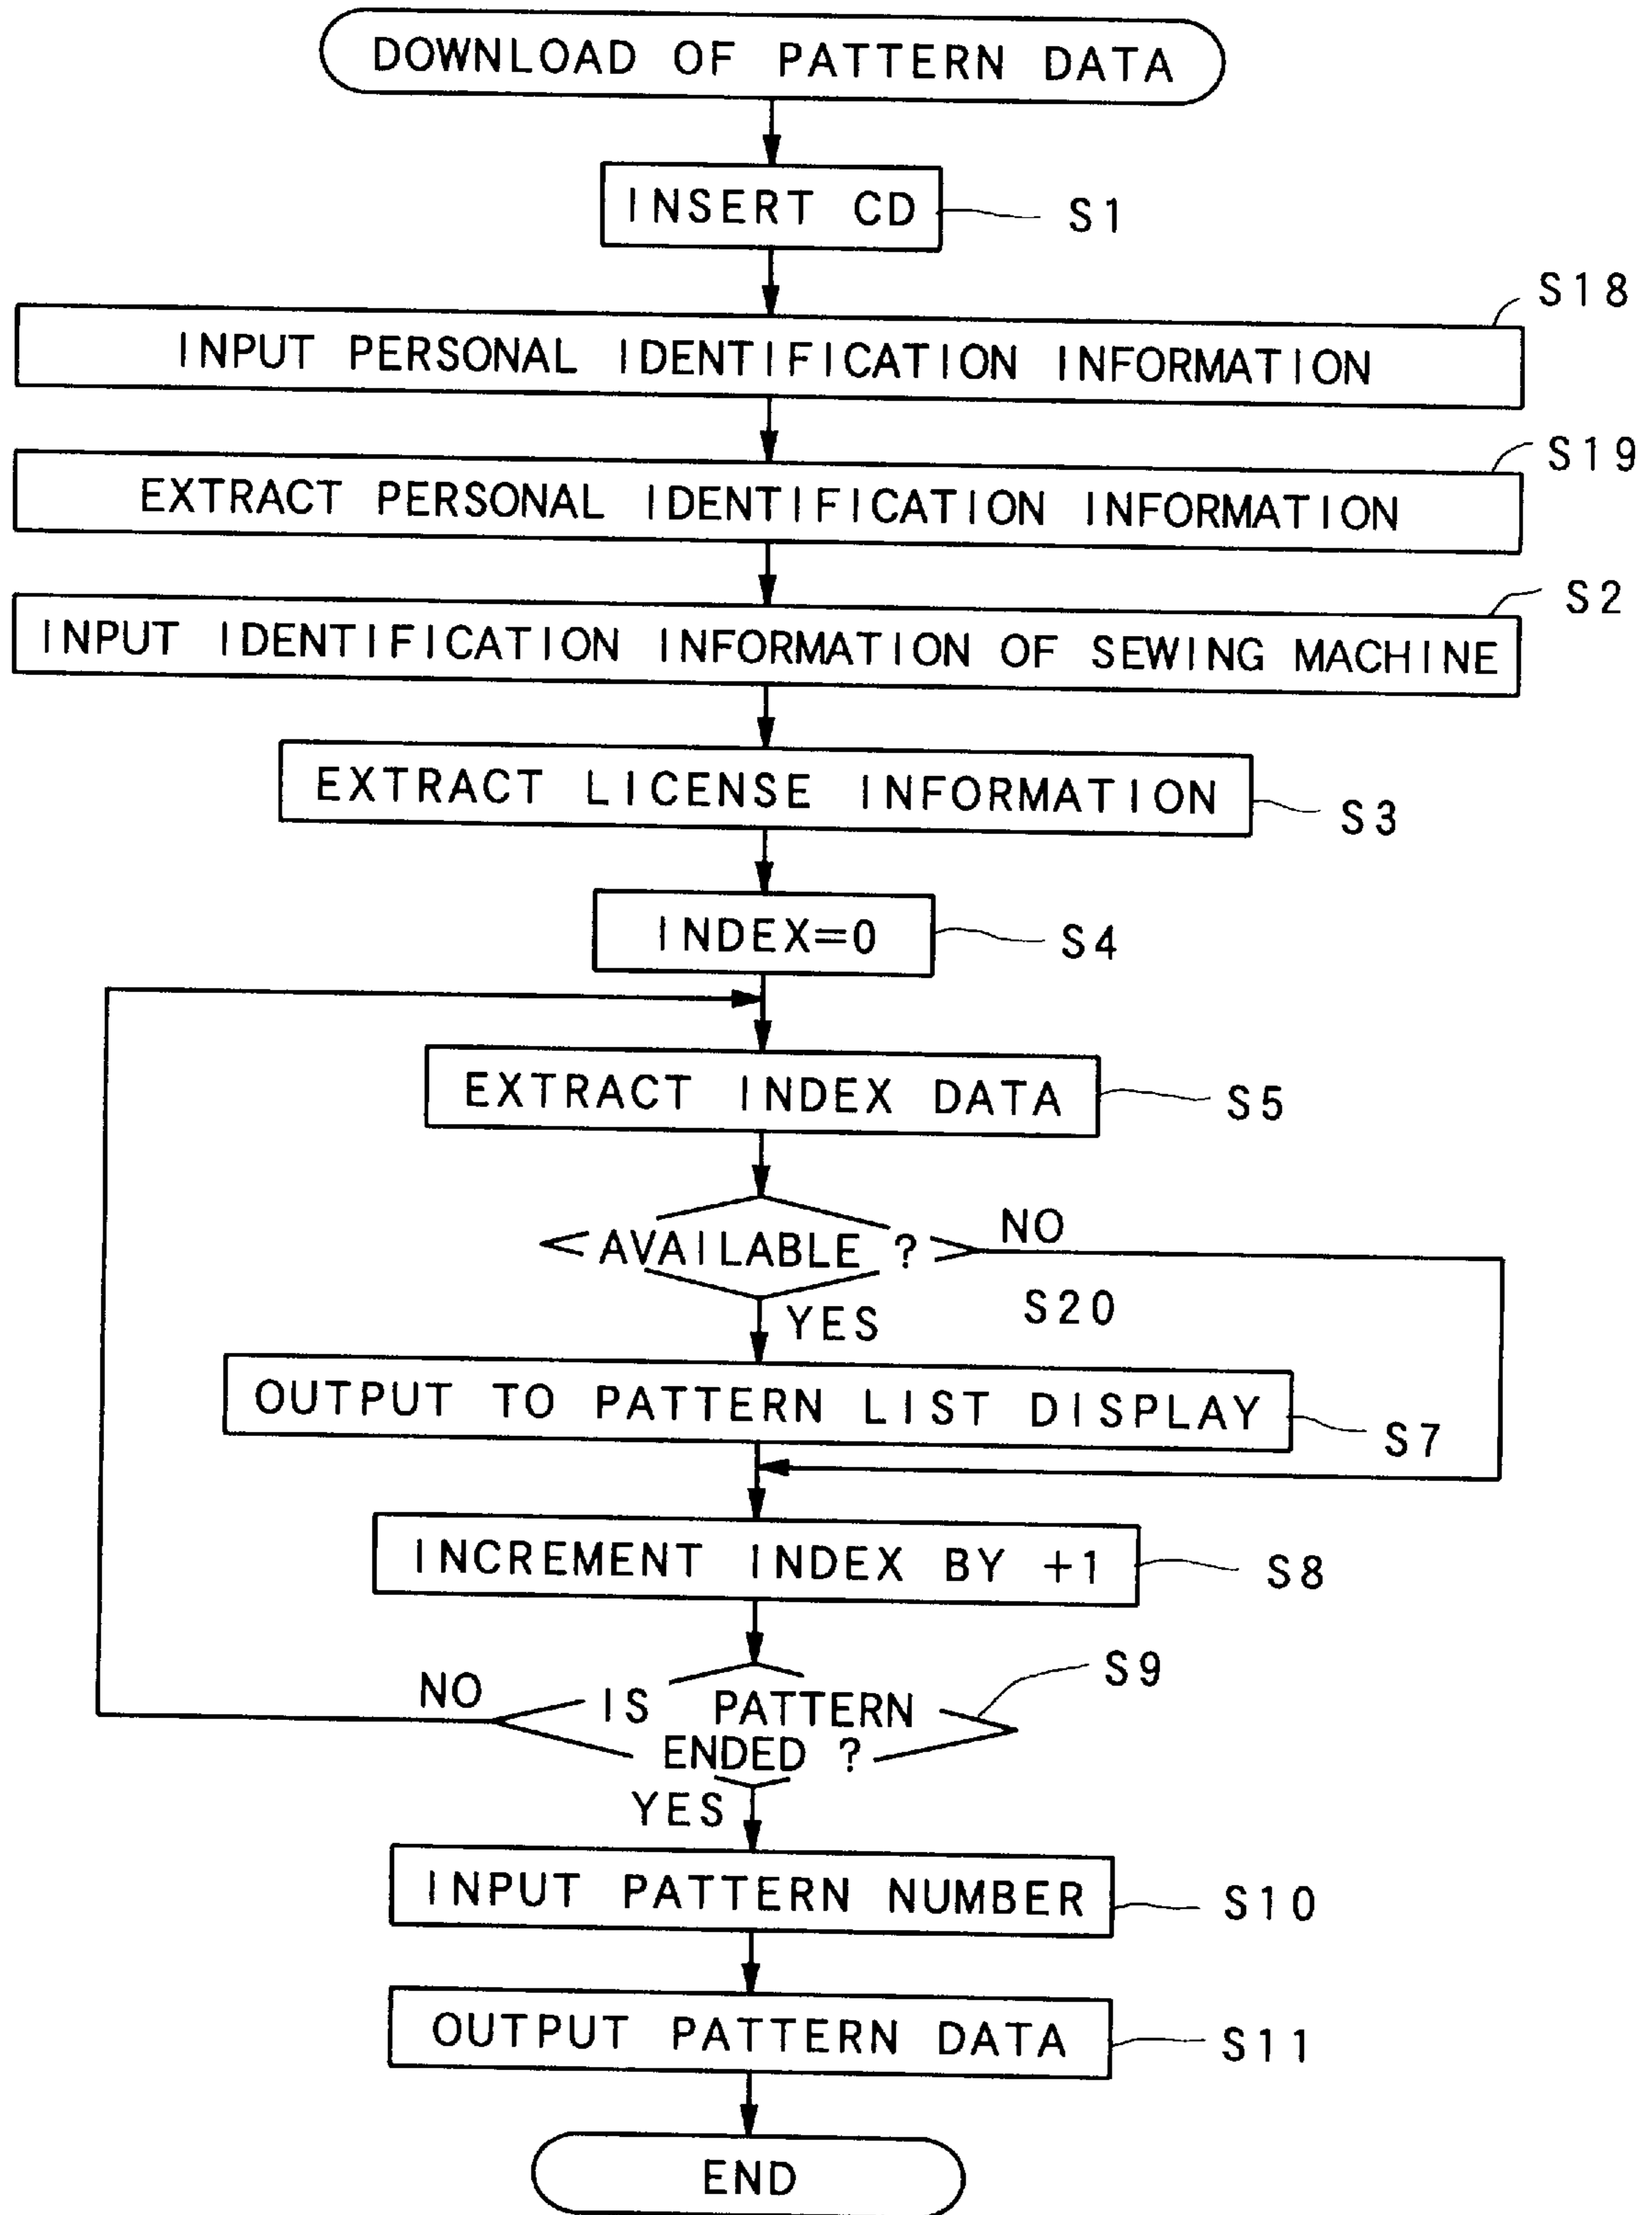 DOWNLOAD OF PATTERN DATA
INSERT CD
S1
S18
INPUT PERSONAL IDENTIFICATION INFORMATION
S19
EXTRACT PERSONAL IDENTIFICATION INFORMATION
S2
INPUT IDENTIFICATION INFORMATION OF SEWING MACHINE
EXTRACT LICENSE INFORMATION
S3
INDEX=0
S4
EXTRACT INDEX DATA
S5
NO
AVAILABLE ?
S20
YES
OUTPUT TO PATTERN LIST DISPLAY
S7
INCREMENT INDEX BY +1
S8
S9
NO
IS PATTERN
ENDED ?
YES
INPUT PATTERN NUMBER
S10
OUTPUT PATTERN DATA
S11
END